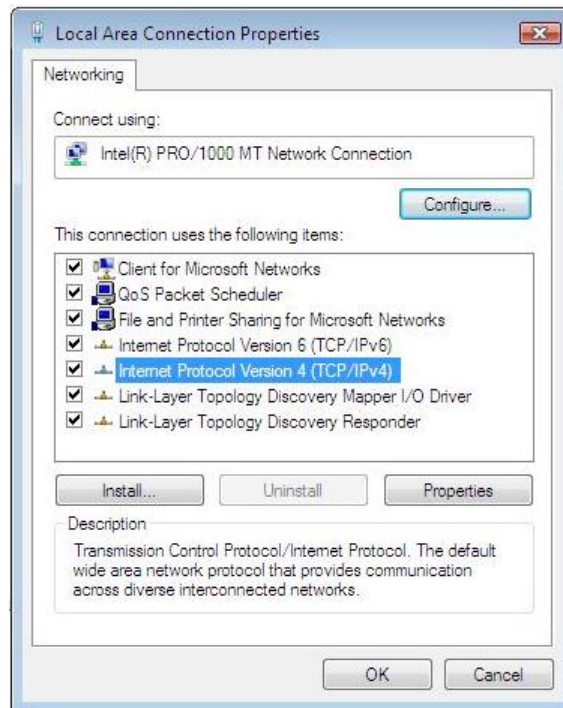 Local Area Connection Properties
Networking
Connect using:
Intel(R) PRO/1000 MT Network Connection
Configure...
This connection uses the following items:
Client for Microsoft Networks
QoS Packet Scheduler
File and Printer Sharing for Microsoft Networks
Internet Protocol Version 6 (TCP/IPv6)
Internet Protocol Version 4 (TCP/IPv4)
Link-Layer Topology Discovery Mapper I/O Driver
Link-Layer Topology Discovery Responder
Install... Uninstall Properties
Description
Transmission Control Protocol/Internet Protocol. The default
wide area network protocol that provides communication
across diverse interconnected networks.
OK Cancel